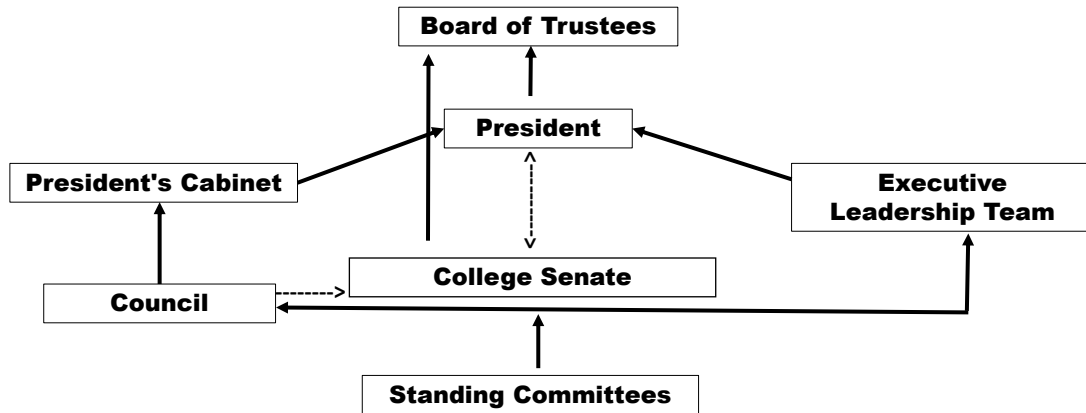 Board of Trustees
President
President's Cabinet
Executive
Leadership Team
College Senate
Council
Standing Committees